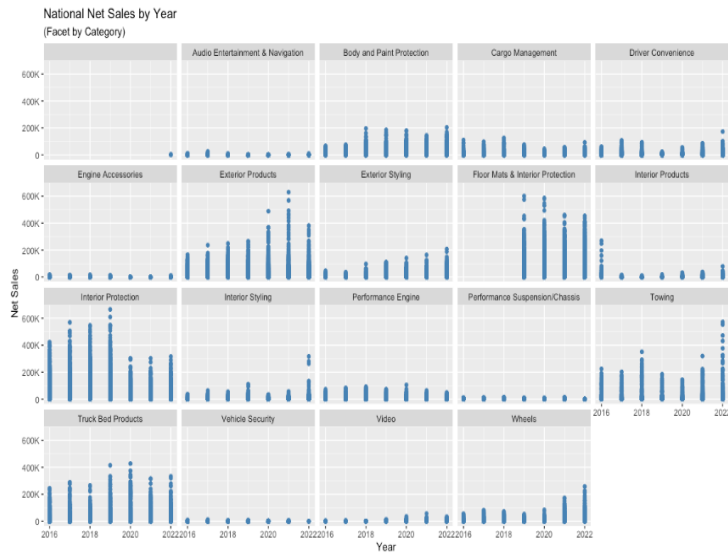 National Net Sales by Year
(Facet by Category)
Audio Entertainment & Navigation Body and Paint Protection Cargo Management Driver Convenience
600K
400K
200K
0
Engine Accessories Exterior Products Exterior Styling Floor Mats & Interior Protection Interior Products
600K
400K
200K
0
Net Sales
Interior Protection Interior Styling Performance Engine Performance Suspension/Chassis Towing
600K
400K
200K
0
2016 2018 2020 2022
Truck Bed Products Vehicle Security Video Wheels
600K
400K
200K
0
2016 2018 2020 2022 2016 2018 2020 2022 2016 2018 2020 2022 2016 2018 2020 2022
Year